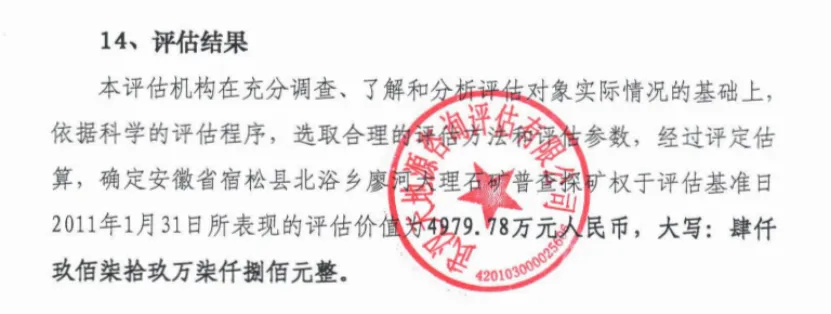 14、评估结果
本评估机构在充分调查、了解和分析评估对象实际情况的基础上，
依据科学的评估程序，选取合理的评估方法和评估参数，经过评定估
算，确定安徽省宿松县北浴乡廖河大理石矿普查探矿权于评估基准日
2011年1月31日所表现的评估价值为4979.78万元人民币，大写：肆仟
玖佰柒拾玖万柒仟捌佰元整。
武汉天地源咨询评估有限公司